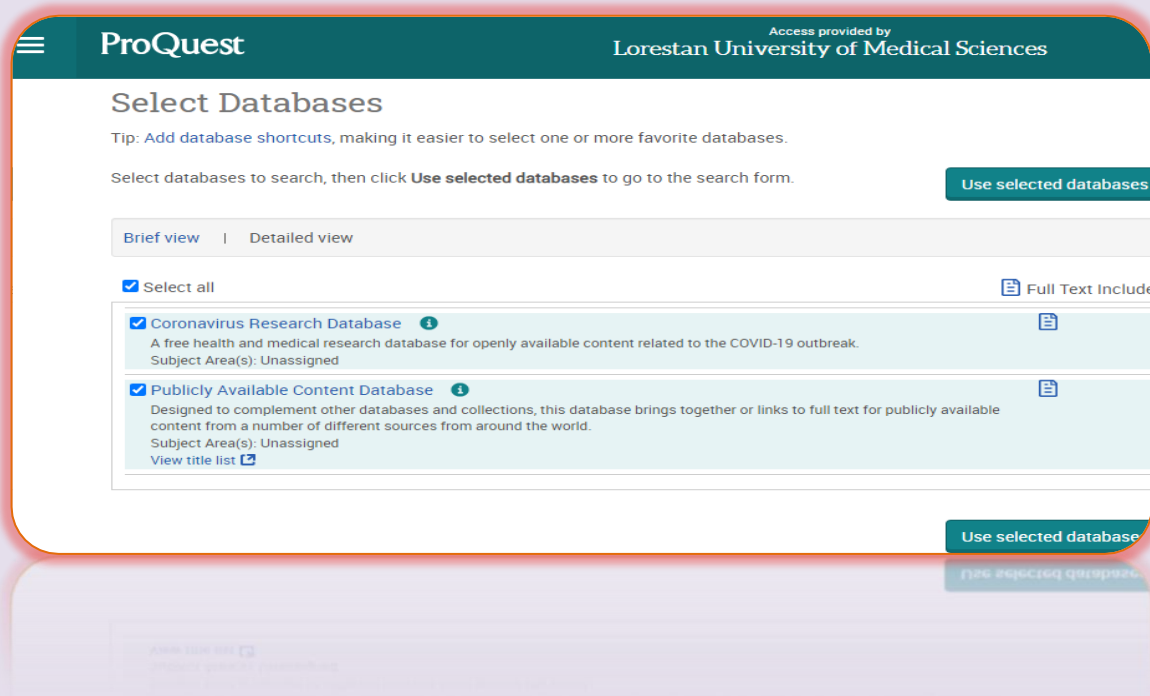 ProQuest
Access provided by
Lorestan University of Medical Sciences
Select Databases
Tip: Add database shortcuts, making it easier to select one or more favorite databases.
Select databases to search, then click Use selected databases to go to the search form.
Use selected databases
Brief view | Detailed view
Select all
Full Text Include
Coronavirus Research Database
A free health and medical research database for openly available content related to the COVID-19 outbreak.
Subject Area(s): Unassigned
Publicly Available Content Database
Designed to complement other databases and collections, this database brings together or links to full text for publicly available
content from a number of different sources from around the world.
Subject Area(s): Unassigned
View title list
Use selected database